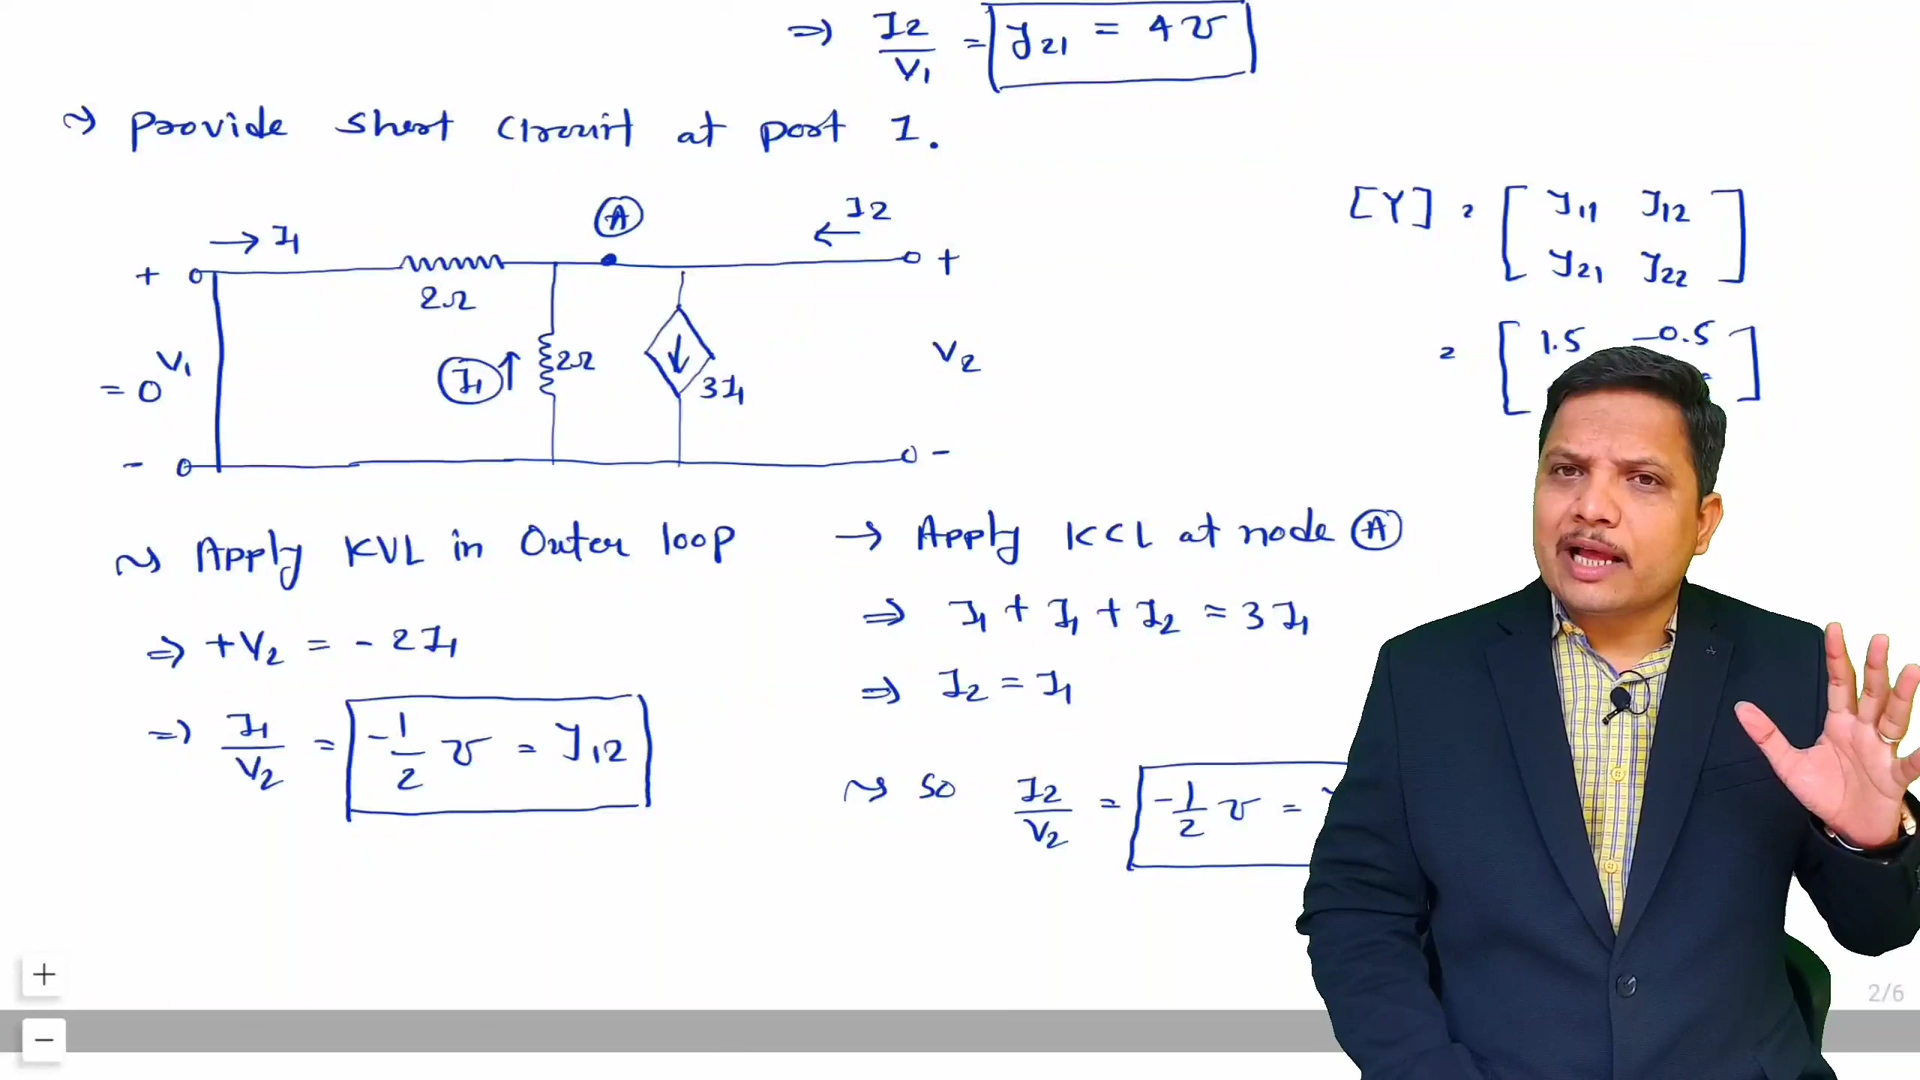 ⇒ I2/V1 = y21 = 4 ℧
~> Provide short circuit at port 1.
→ I1
A
← I2
+
+
2Ω
V1
= 0
I1 ↑
2Ω
↓
3I1
V2
-
-
[Y] = [ y11 y12
y21 y22 ]
= [ 1.5 -0.5
~> Apply KVL in Outer loop
⇒ +V2 = - 2I1
⇒ I1/V2 = -1/2 ℧ = y12
→ Apply KCL at node A
⇒ I1 + I1 + I2 = 3I1
⇒ I2 = I1
~> So I2/V2 = -1/2 ℧ =
+
−
2/6